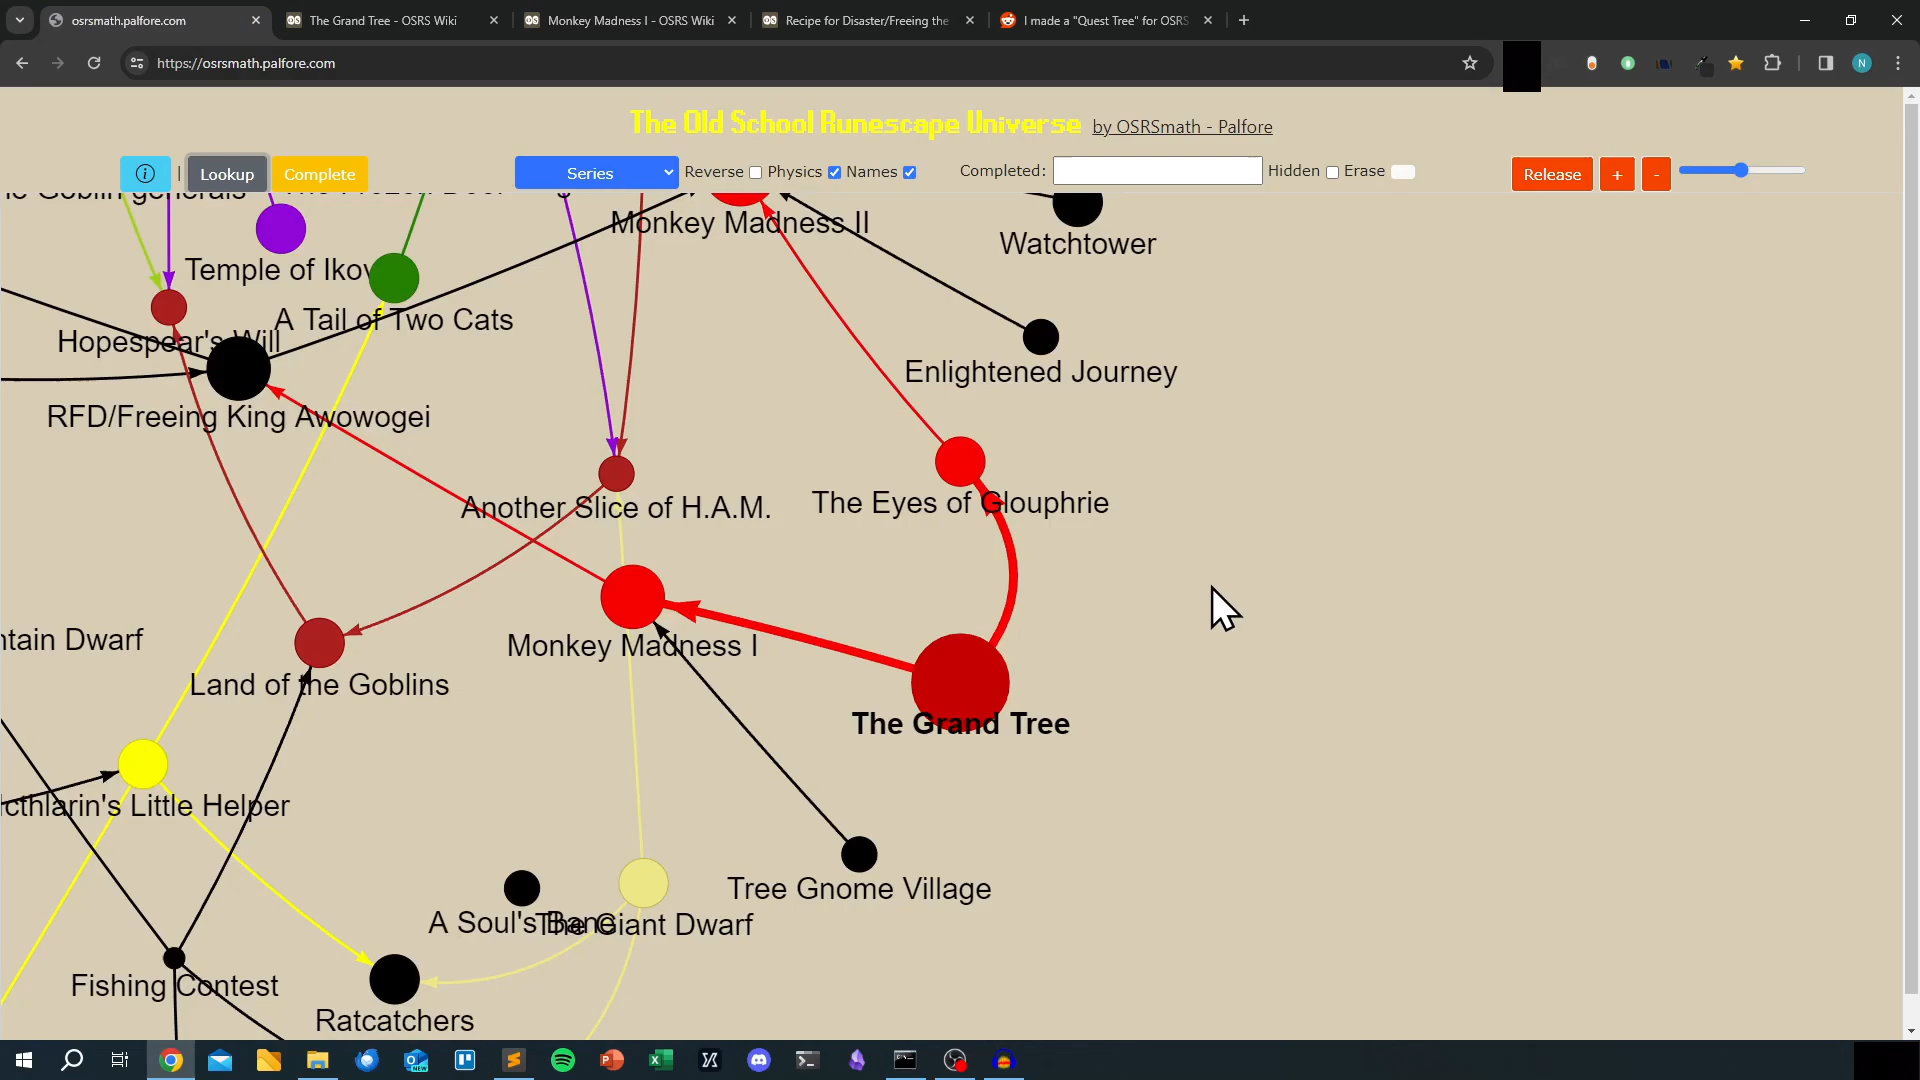 osrsmath.palfore.com
The Grand Tree - OSRS Wiki
Monkey Madness I - OSRS Wiki
Recipe for Disaster/Freeing the
I made a "Quest Tree" for OSRS
https://osrsmath.palfore.com
N
The Old School Runescape Universe
by OSRSmath - Palfore
Lookup
Complete
Series
Reverse
Physics
Names
Completed:
Hidden
Erase
Release
+
-
Monkey Madness II
Watchtower
Temple of Ikov
A Tail of Two Cats
Hopespear's Will
Enlightened Journey
RFD/Freeing King Awowogei
Another Slice of H.A.M.
The Eyes of Glouphrie
ntain Dwarf
Monkey Madness I
Land of the Goblins
The Grand Tree
cthlarin's Little Helper
Tree Gnome Village
A Soul's Bane
The Giant Dwarf
Fishing Contest
Ratcatchers